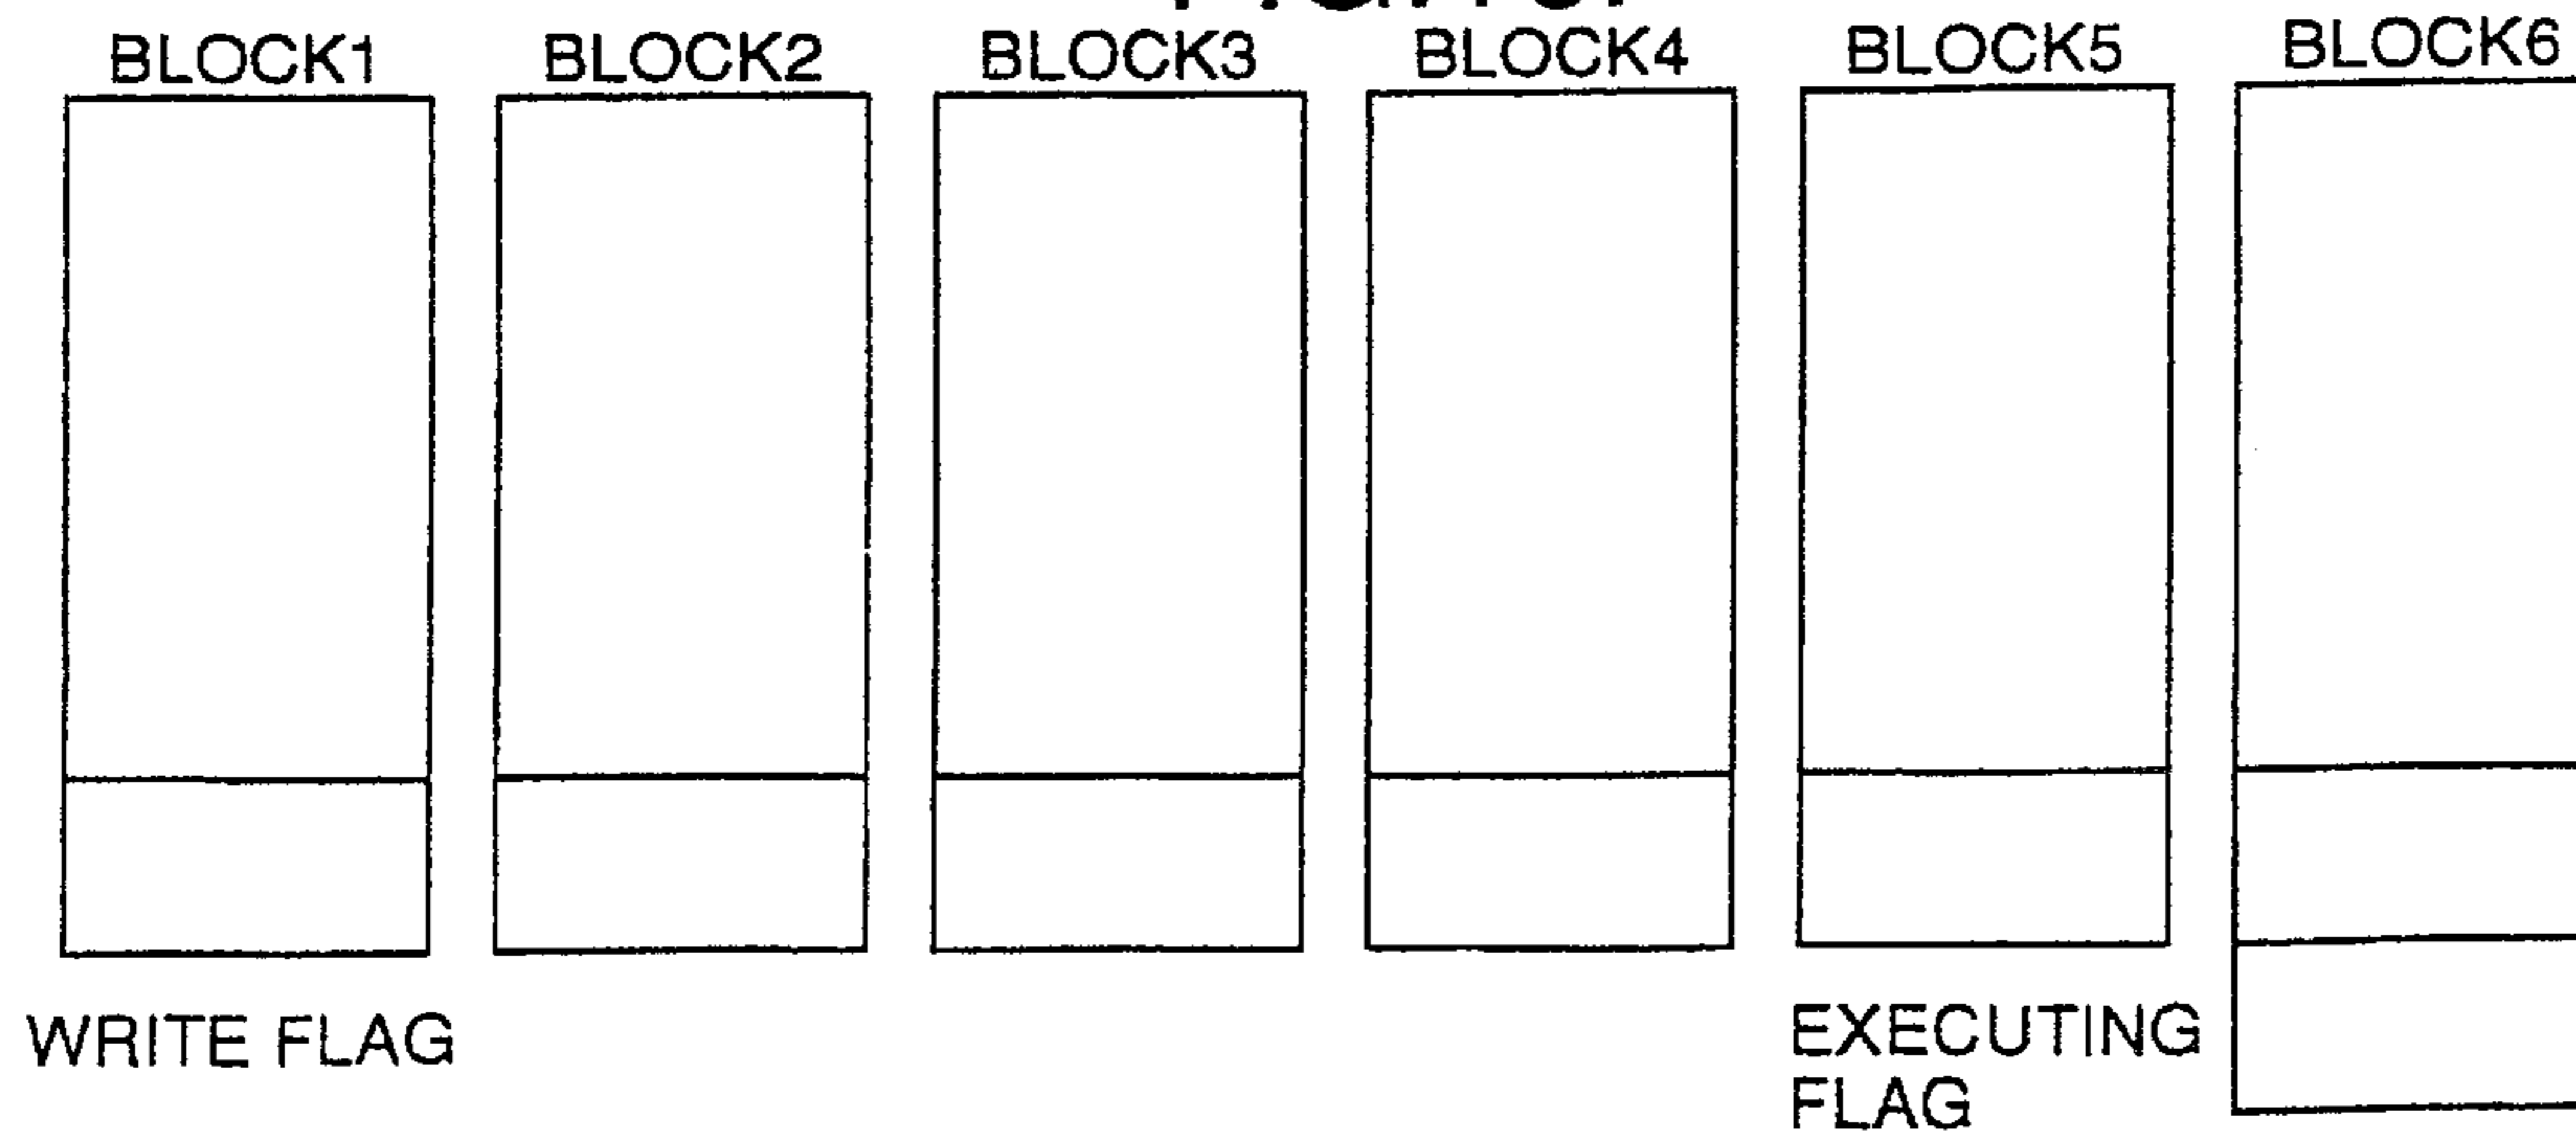 BLOCK1 BLOCK2 BLOCK3 BLOCK4 BLOCK5 BLOCK6
WRITE FLAG
EXECUTING
FLAG